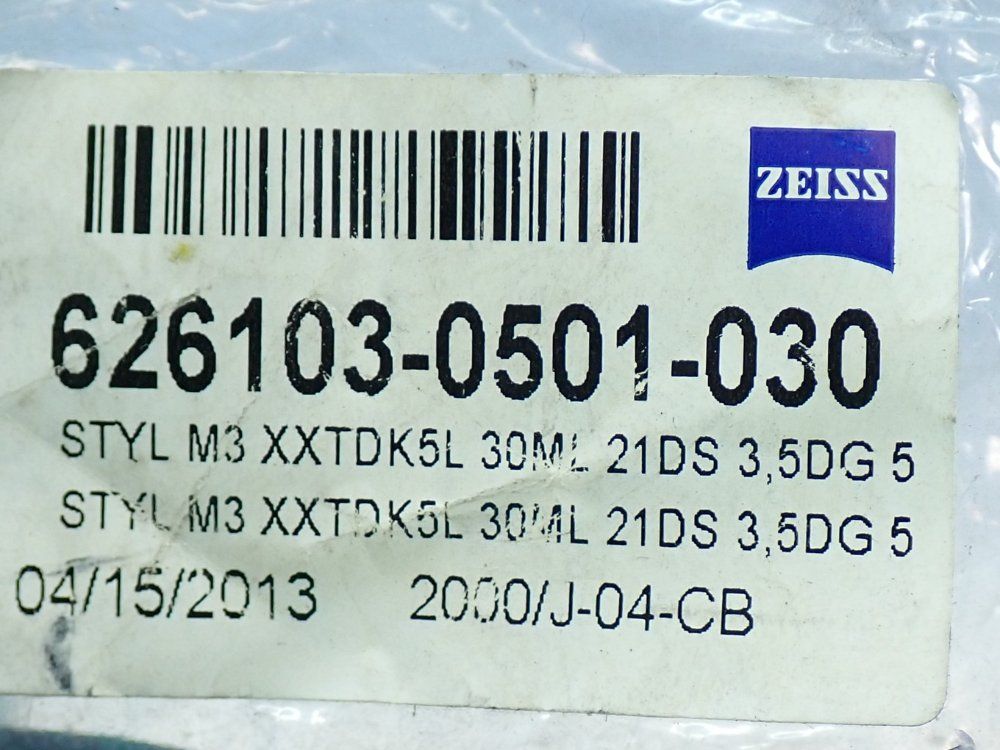 ZEISS
626103-0501-030
STYL M3 XXTDK5L 30ML 21DS 3,5DG 5
STYL M3 XXTDK5L 30ML 21DS 3,5DG 5
04/15/2013 2000/J-04-CB